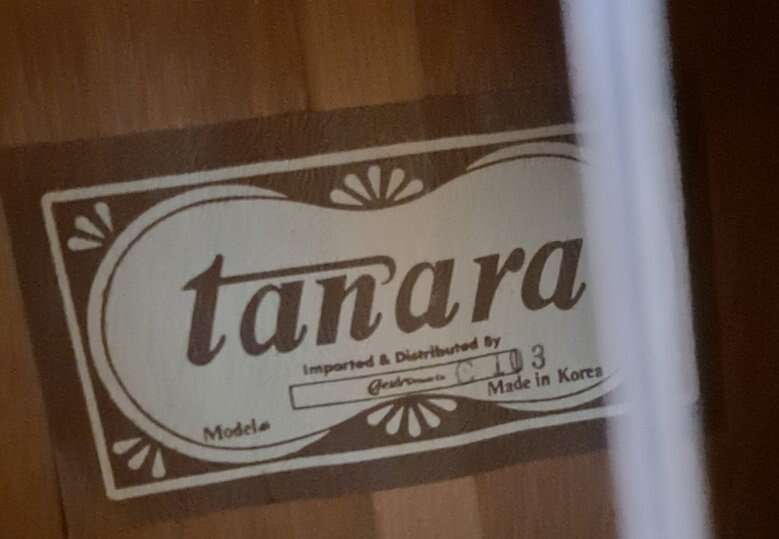 tanara
Imported & Distributed By
C 103
Made in Korea
Model